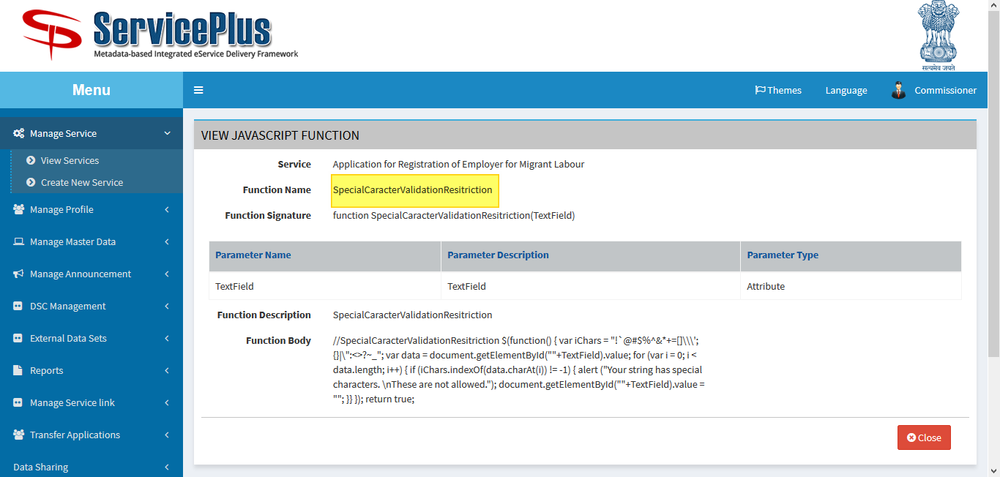 ServicePlus
Metadata-based Integrated eService Delivery Framework
सत्यमेव जयते
Menu
Themes
Language
Commissioner
Manage Service
View Services
Create New Service
Manage Profile
Manage Master Data
Manage Announcement
DSC Management
External Data Sets
Reports
Manage Service link
Transfer Applications
Data Sharing
VIEW JAVASCRIPT FUNCTION
Service Application for Registration of Employer for Migrant Labour
Function Name SpecialCaracterValidationResitriction
Function Signature function SpecialCaracterValidationResitriction(TextField)
Parameter Name Parameter Description Parameter Type
TextField TextField Attribute
Function Description SpecialCaracterValidationResitriction
Function Body //SpecialCaracterValidationResitriction $(function() { var iChars = "!`@#$%^&*+=[]\\\';
{}|\":<>?~_"; var data = document.getElementById(""+TextField).value; for (var i = 0; i <
data.length; i++) { if (iChars.indexOf(data.charAt(i)) != -1) { alert ("Your string has special
characters. \nThese are not allowed."); document.getElementById(""+TextField).value =
""; }} }); return true;
Close